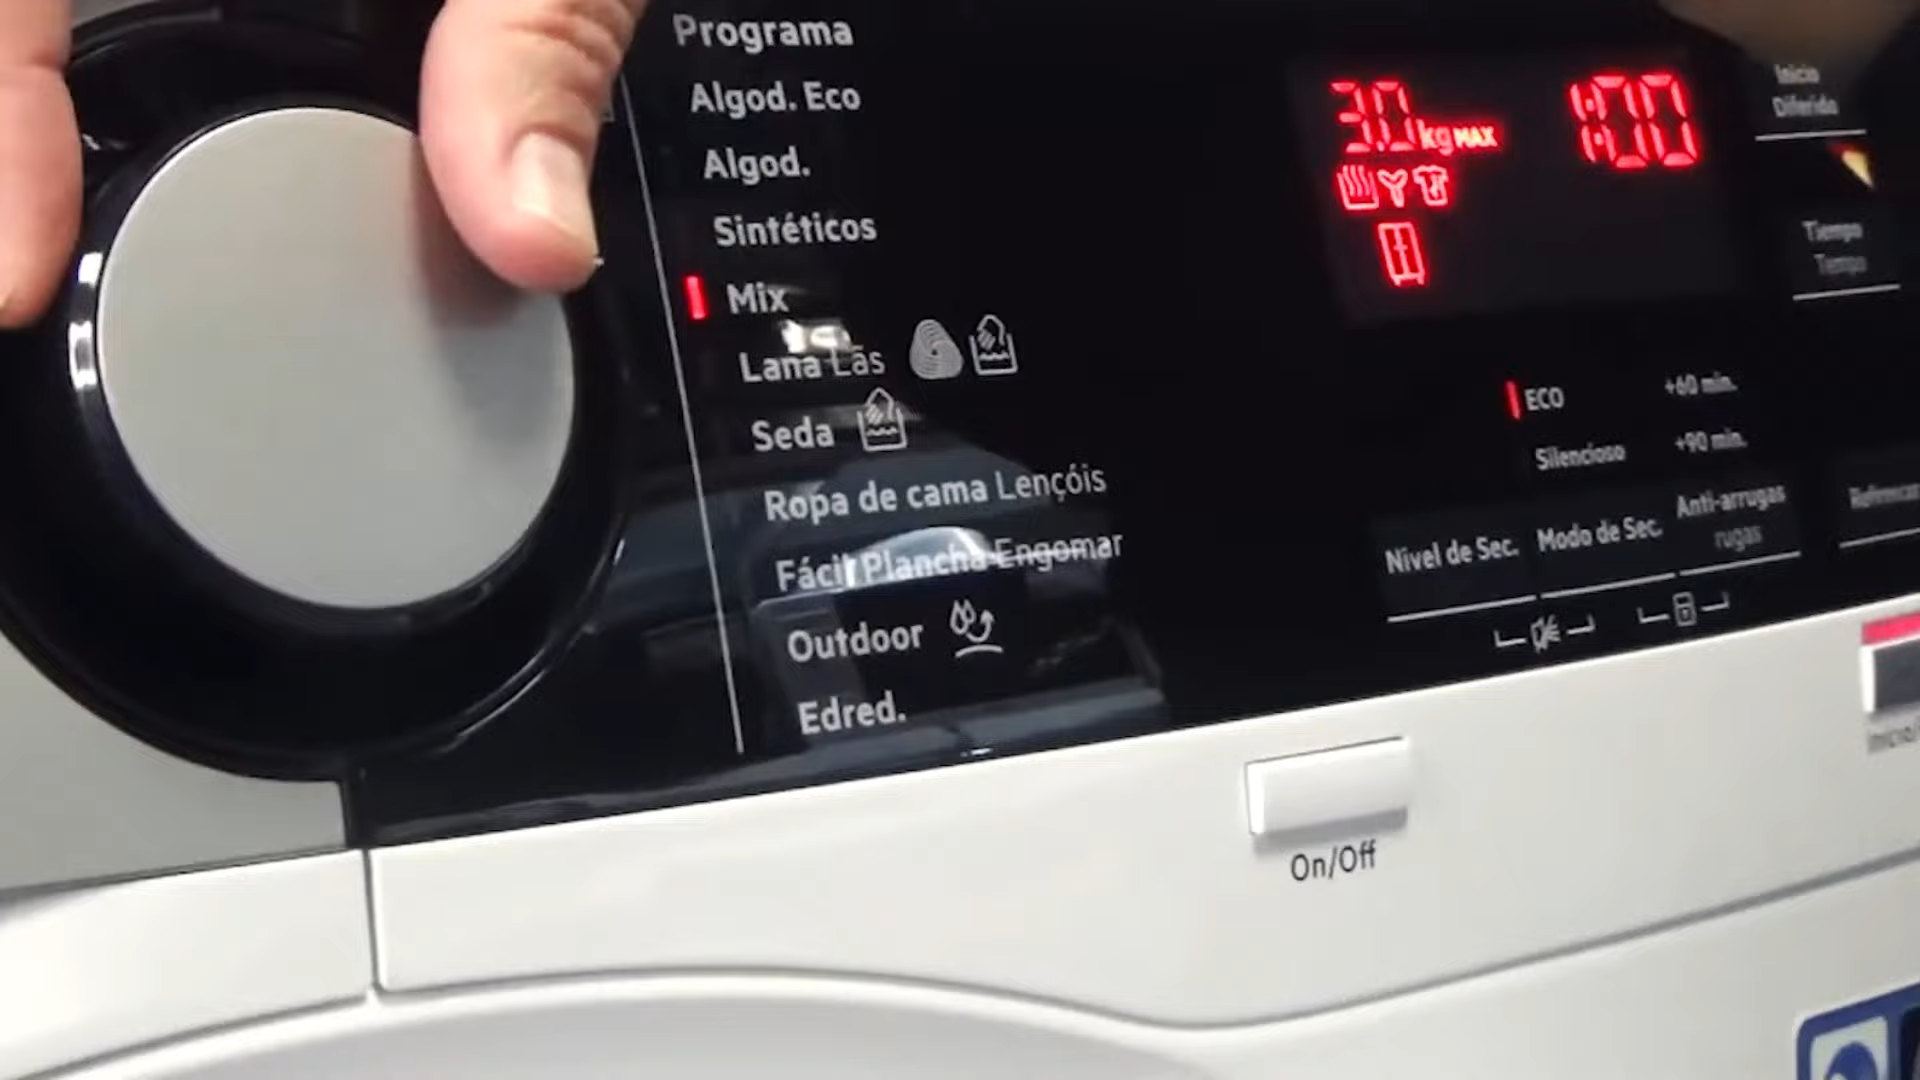 Programa
Algod. Eco
Algod.
Sintéticos
Mix
Lana Lãs
Seda
Ropa de cama Lençóis
Fácil Plancha Engomar
Outdoor
Edred.
3.0 kg MAX
1:00
Inicio
Diferido
Tiempo
Tempo
ECO
+60 min.
Silencioso
+90 min.
Nivel de Sec.
Modo de Sec.
Anti-arrugas
rugas
On/Off